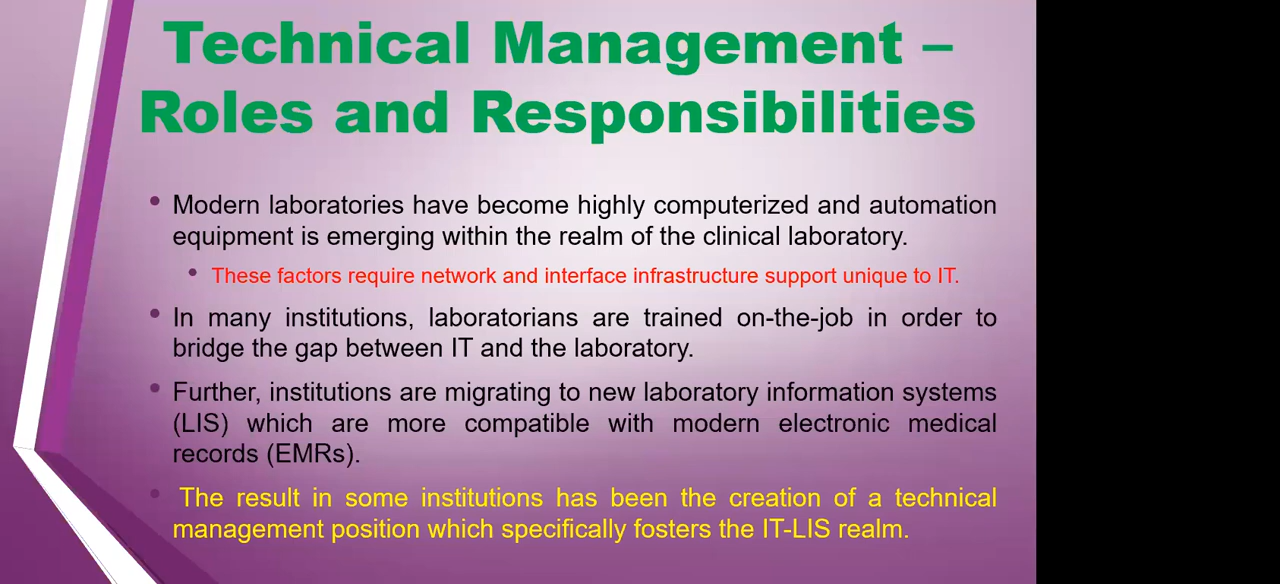 Technical Management –
Roles and Responsibilities
• Modern laboratories have become highly computerized and automation
equipment is emerging within the realm of the clinical laboratory.
• These factors require network and interface infrastructure support unique to IT.
• In many institutions, laboratorians are trained on-the-job in order to
bridge the gap between IT and the laboratory.
• Further, institutions are migrating to new laboratory information systems
(LIS) which are more compatible with modern electronic medical
records (EMRs).
• The result in some institutions has been the creation of a technical
management position which specifically fosters the IT-LIS realm.